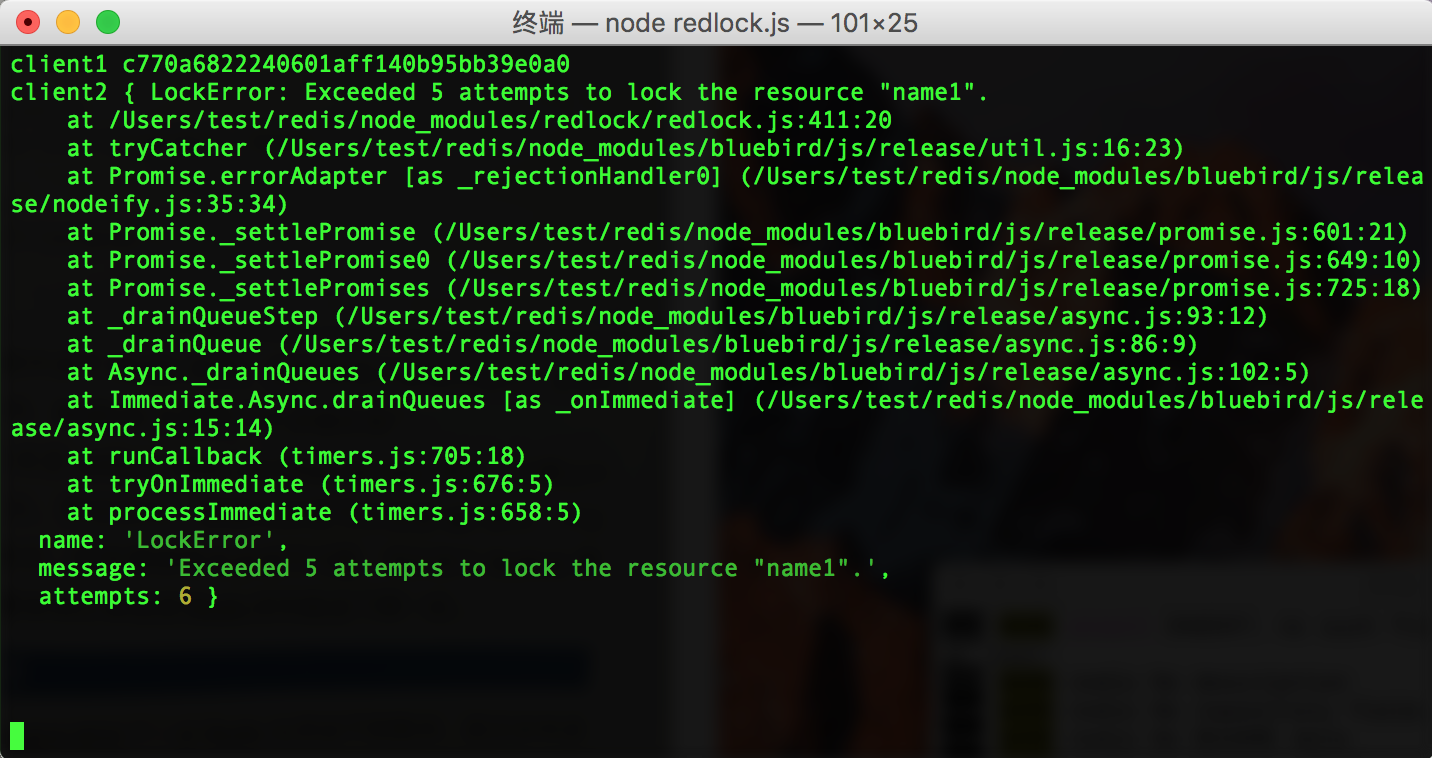 终端 — node redlock.js — 101×25
client1 c770a6822240601aff140b95bb39e0a0
client2 { LockError: Exceeded 5 attempts to lock the resource "name1".
    at /Users/test/redis/node_modules/redlock/redlock.js:411:20
    at tryCatcher (/Users/test/redis/node_modules/bluebird/js/release/util.js:16:23)
    at Promise.errorAdapter [as _rejectionHandler0] (/Users/test/redis/node_modules/bluebird/js/relea
se/nodeify.js:35:34)
    at Promise._settlePromise (/Users/test/redis/node_modules/bluebird/js/release/promise.js:601:21)
    at Promise._settlePromise0 (/Users/test/redis/node_modules/bluebird/js/release/promise.js:649:10)
    at Promise._settlePromises (/Users/test/redis/node_modules/bluebird/js/release/promise.js:725:18)
    at _drainQueueStep (/Users/test/redis/node_modules/bluebird/js/release/async.js:93:12)
    at _drainQueue (/Users/test/redis/node_modules/bluebird/js/release/async.js:86:9)
    at Async._drainQueues (/Users/test/redis/node_modules/bluebird/js/release/async.js:102:5)
    at Immediate.Async.drainQueues [as _onImmediate] (/Users/test/redis/node_modules/bluebird/js/rele
ase/async.js:15:14)
    at runCallback (timers.js:705:18)
    at tryOnImmediate (timers.js:676:5)
    at processImmediate (timers.js:658:5)
  name: 'LockError',
  message: 'Exceeded 5 attempts to lock the resource "name1".',
  attempts: 6 }